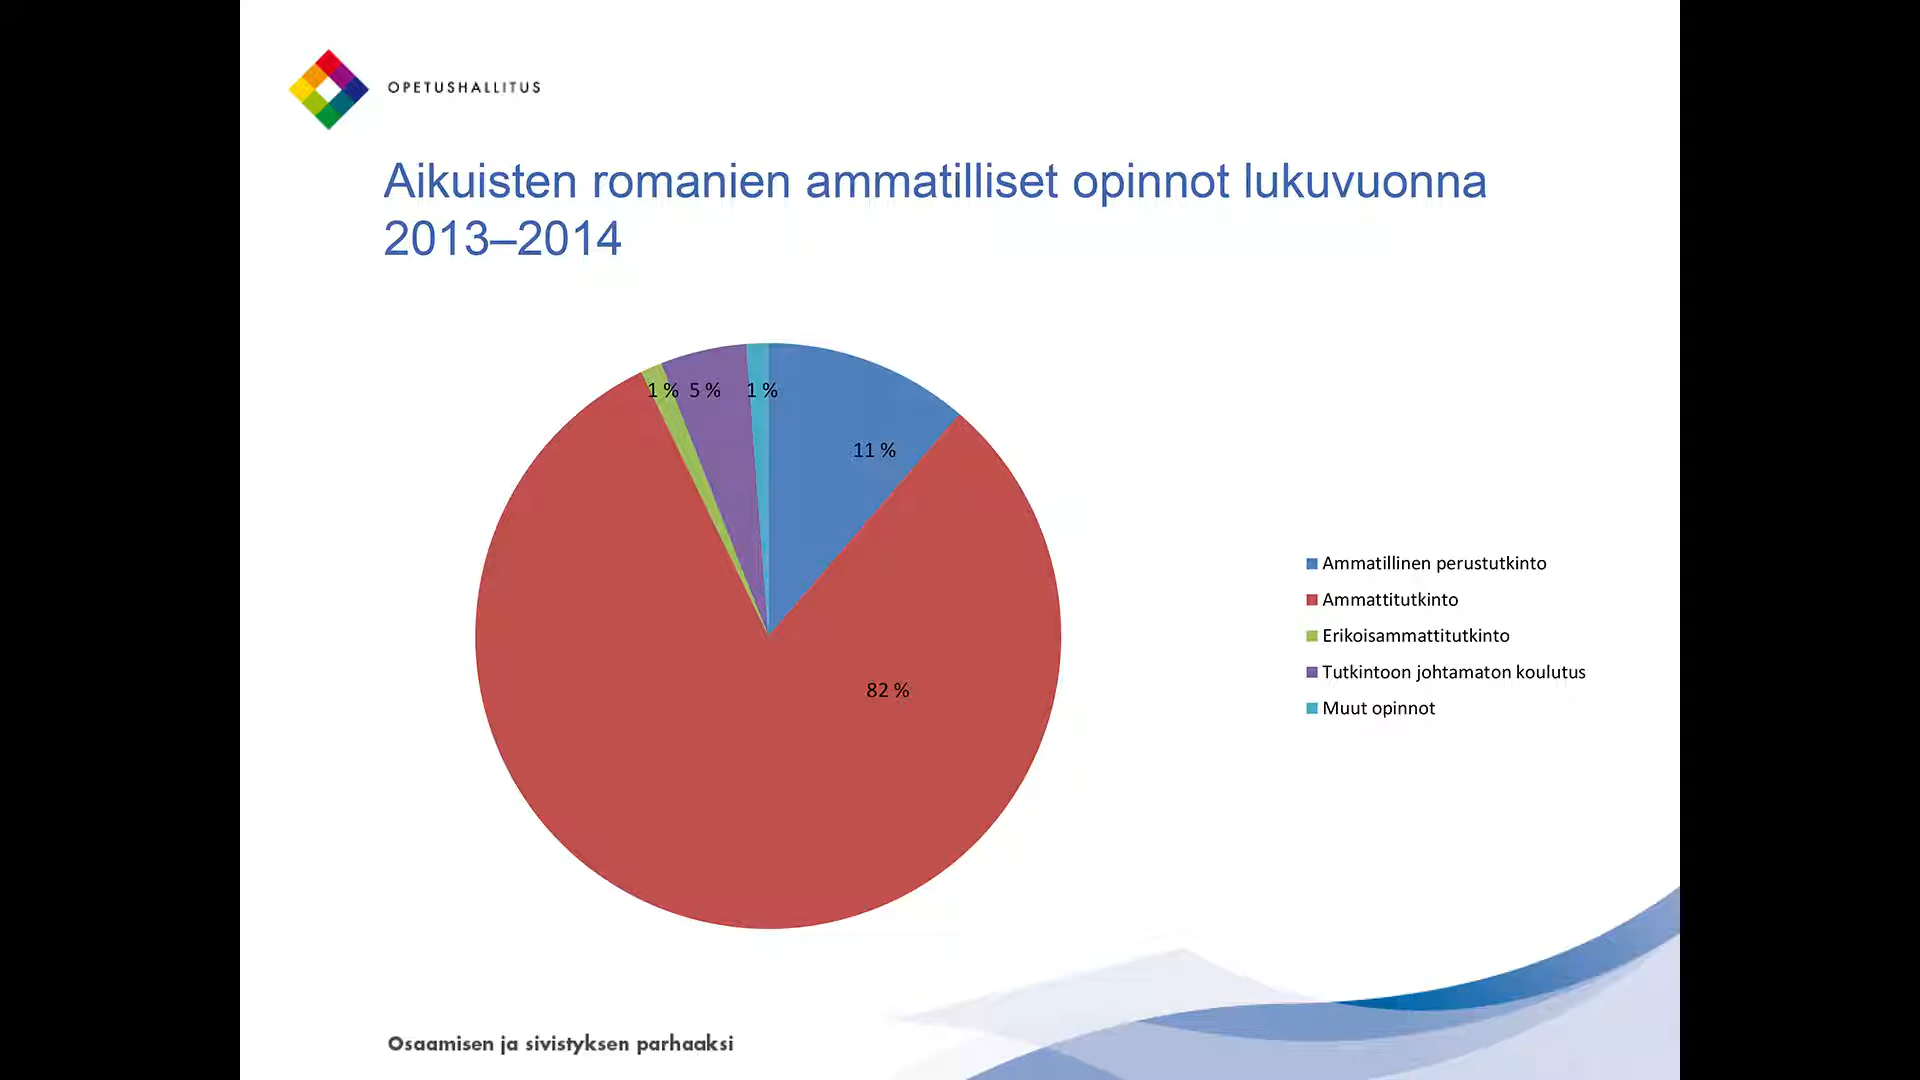 OPETUSHALLITUS
Aikuisten romanien ammatilliset opinnot lukuvuonna
2013–2014
1 %
5 %
1 %
11 %
82 %
Ammatillinen perustutkinto
Ammattitutkinto
Erikoisammattitutkinto
Tutkintoon johtamaton koulutus
Muut opinnot
Osaamisen ja sivistyksen parhaaksi